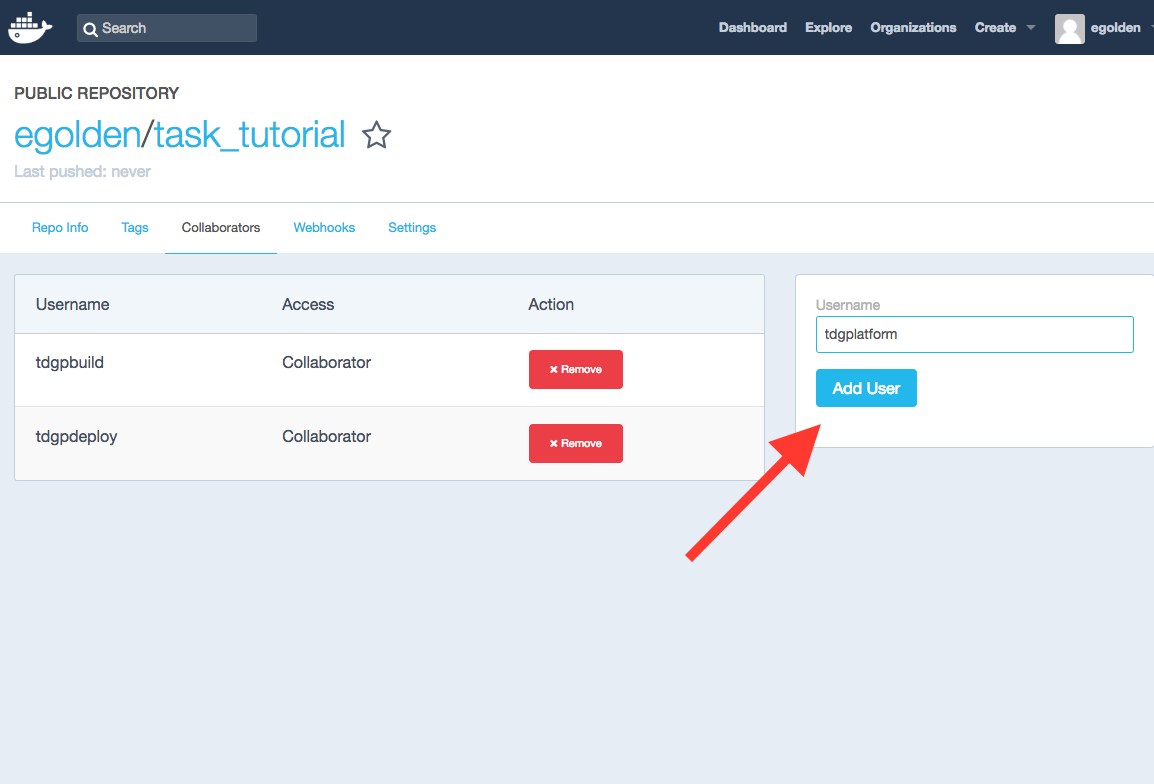 Search Dashboard Explore Organizations Create egolden
PUBLIC REPOSITORY
egolden/task_tutorial
Last pushed: never
Repo Info Tags Collaborators Webhooks Settings
Username Access Action
tdgpbuild Collaborator × Remove
tdgpdeploy Collaborator × Remove
Username
tdgplatform
Add User